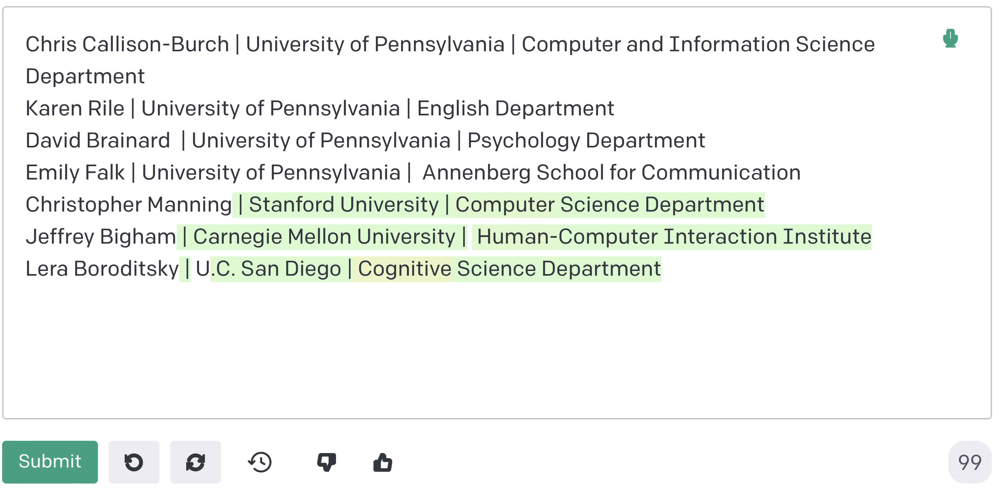 Chris Callison-Burch | University of Pennsylvania | Computer and Information Science
Department
Karen Rile | University of Pennsylvania | English Department
David Brainard  | University of Pennsylvania | Psychology Department
Emily Falk | University of Pennsylvania |  Annenberg School for Communication
Christopher Manning | Stanford University | Computer Science Department
Jeffrey Bigham | Carnegie Mellon University |  Human-Computer Interaction Institute
Lera Boroditsky | U.C. San Diego | Cognitive Science Department
Submit
99